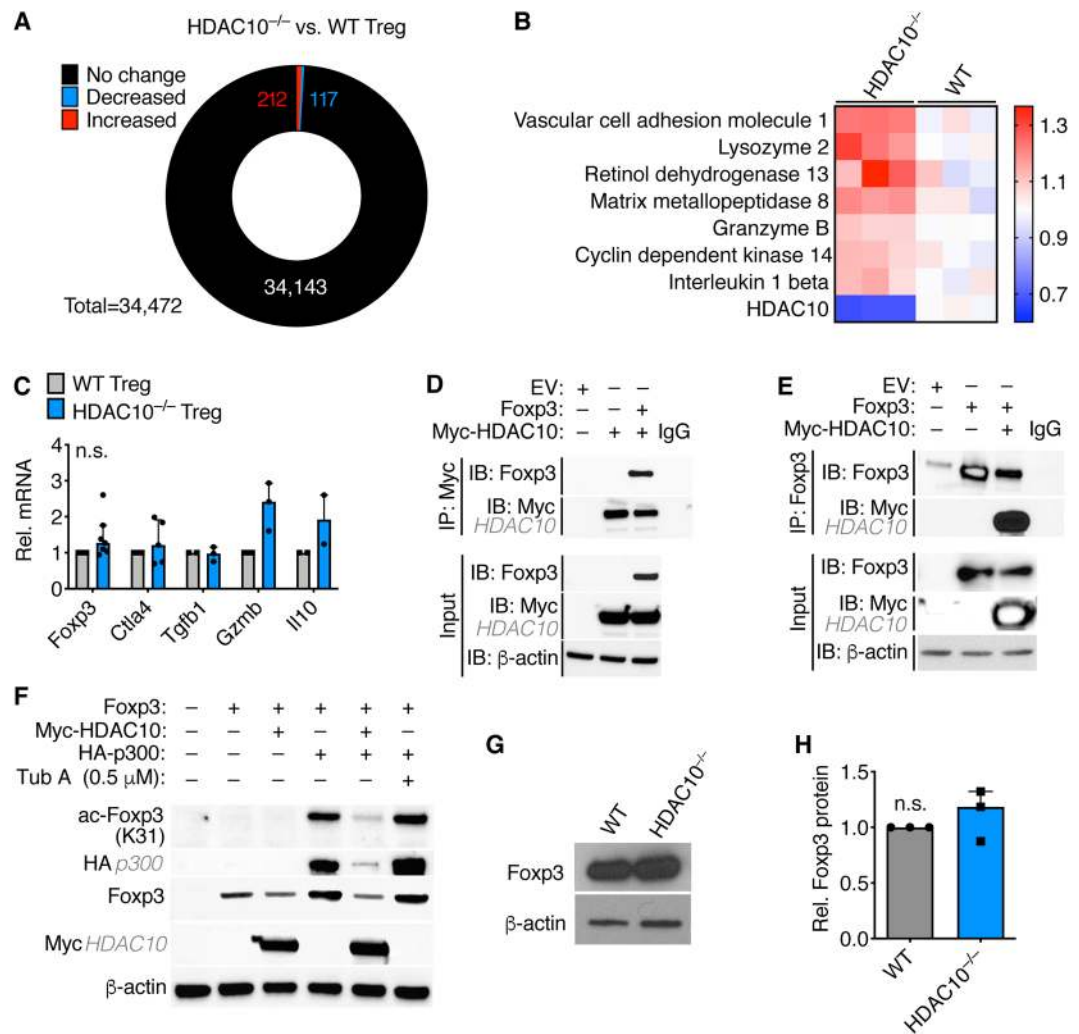 A
HDAC10–/– vs. WT Treg
No change
Decreased
Increased
212
117
34,143
Total=34,472
B
HDAC10–/–
WT
Vascular cell adhesion molecule 1
Lysozyme 2
Retinol dehydrogenase 13
Matrix metallopeptidase 8
Granzyme B
Cyclin dependent kinase 14
Interleukin 1 beta
HDAC10
1.3
1.1
0.9
0.7
C
WT Treg
HDAC10–/– Treg
n.s.
Rel. mRNA
4
3
2
1
0
Foxp3
Ctla4
Tgfb1
Gzmb
Il10
D
EV: + – –
Foxp3: – – +
Myc-HDAC10: – + + IgG
IP: Myc
IB: Foxp3
IB: Myc
HDAC10
Input
IB: Foxp3
IB: Myc
HDAC10
IB: β-actin
E
EV: + – –
Foxp3: – + +
Myc-HDAC10: – – + IgG
IP: Foxp3
IB: Foxp3
IB: Myc
HDAC10
Input
IB: Foxp3
IB: Myc
HDAC10
IB: β-actin
F
Foxp3: – + + + + +
Myc-HDAC10: – – + – + –
HA-p300: – – – + + +
Tub A (0.5 μM): – – – – – +
ac-Foxp3
(K31)
HA p300
Foxp3
Myc HDAC10
β-actin
G
WT
HDAC10–/–
Foxp3
β-actin
H
Rel. Foxp3 protein
1.5
1.0
0.5
0.0
n.s.
WT
HDAC10–/–